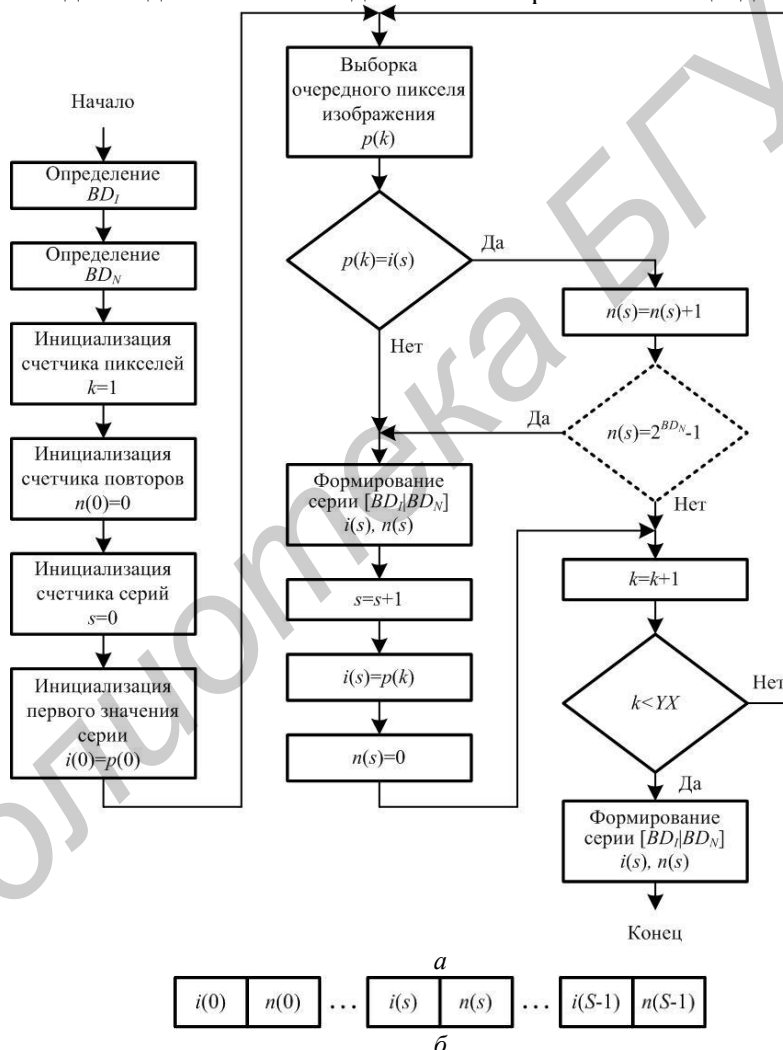 Начало
Определение
BD_I
Определение
BD_N
Инициализация
счетчика пикселей
k=1
Инициализация
счетчика повторов
n(0)=0
Инициализация
счетчика серий
s=0
Инициализация
первого значения
серии
i(0)=p(0)
Выборка
очередного пикселя
изображения
p(k)
p(k)=i(s)
Да
Нет
n(s)=n(s)+1
n(s)=2^{BD_N}-1
Да
Нет
Формирование
серии [BD_I|BD_N]
i(s), n(s)
s=s+1
i(s)=p(k)
n(s)=0
k=k+1
k<YX
Нет
Да
Формирование
серии [BD_I|BD_N]
i(s), n(s)
Конец
а
i(0) n(0) ... i(s) n(s) ... i(S-1) n(S-1)
б